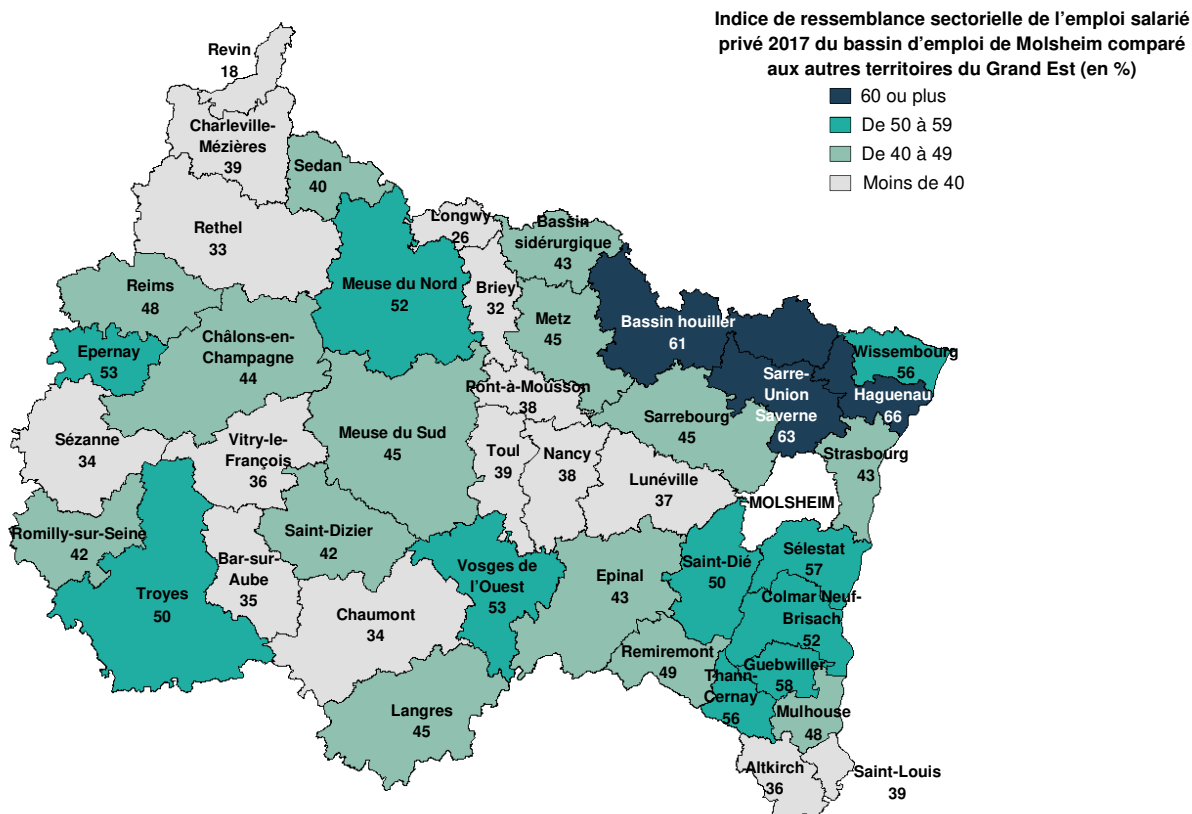 Indice de ressemblance sectorielle de l'emploi salarié
privé 2017 du bassin d'emploi de Molsheim comparé
aux autres territoires du Grand Est (en %)
60 ou plus
De 50 à 59
De 40 à 49
Moins de 40
Revin
18
Charleville-
Mézières
39
Sedan
40
Rethel
33
Longwy
26
Bassin
sidérurgique
43
Reims
48
Meuse du Nord
52
Briey
32
Metz
45
Bassin houiller
61
Epernay
53
Châlons-en-
Champagne
44
Wissembourg
56
Sarre-
Union
Saverne
63
Haguenau
66
Pont-à-Mousson
38
Sézanne
34
Vitry-le-
François
36
Meuse du Sud
45
Toul
39
Nancy
38
Sarrebourg
45
Lunéville
37
Strasbourg
43
MOLSHEIM
Romilly-sur-Seine
42
Saint-Dizier
42
Bar-sur-
Aube
35
Troyes
50
Chaumont
34
Vosges de
l'Ouest
53
Epinal
43
Saint-Dié
50
Sélestat
57
Colmar Neuf-
Brisach
52
Remiremont
49
Guebwiller
58
Thann-
Cernay
56
Langres
45
Mulhouse
48
Altkirch
36
Saint-Louis
39